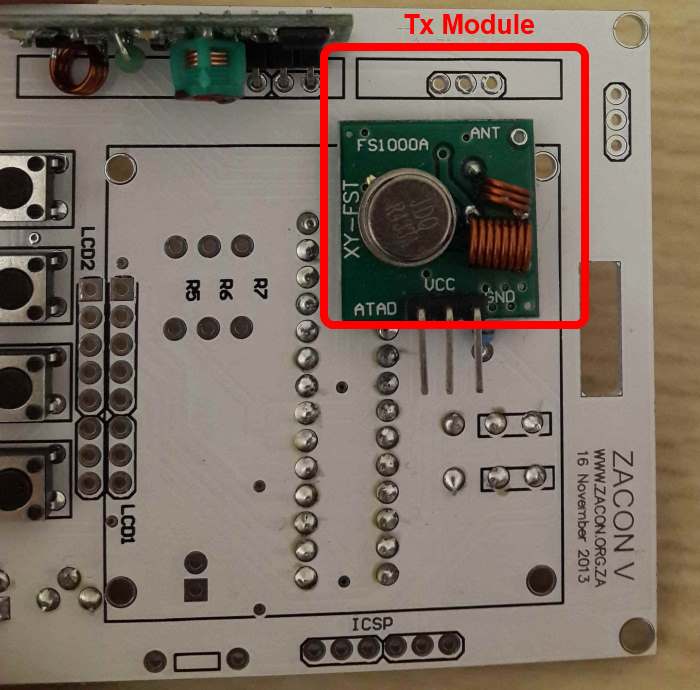 Tx Module
FS1000A
ANT
XY-FST
VCC
GND
ATAD
LCD2
R5
R6
R7
LCD1
ZACON V
WWW.ZACON.ORG.ZA
16 November 2013
ICSP